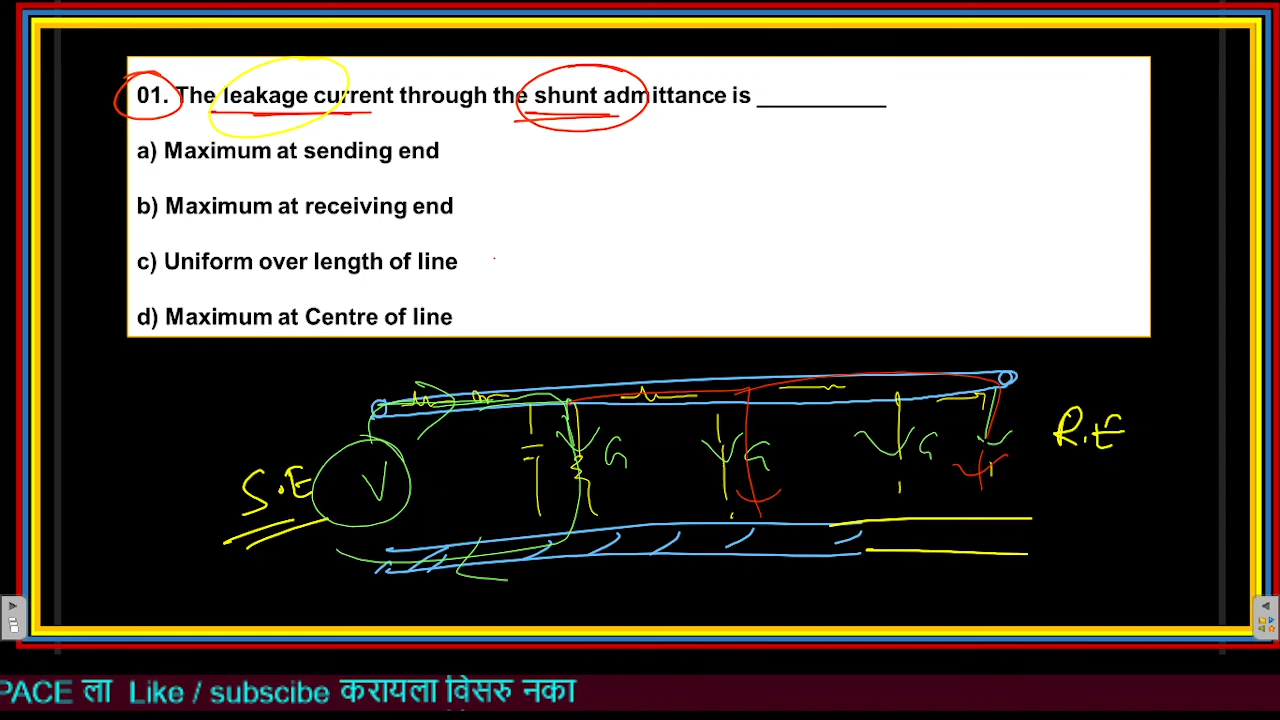 01. The leakage current through the shunt admittance is __________
a) Maximum at sending end
b) Maximum at receiving end
c) Uniform over length of line
d) Maximum at Centre of line
S.E
V
G
G
G
R.E
PACE ला Like / subscibe करायला विसरु नका